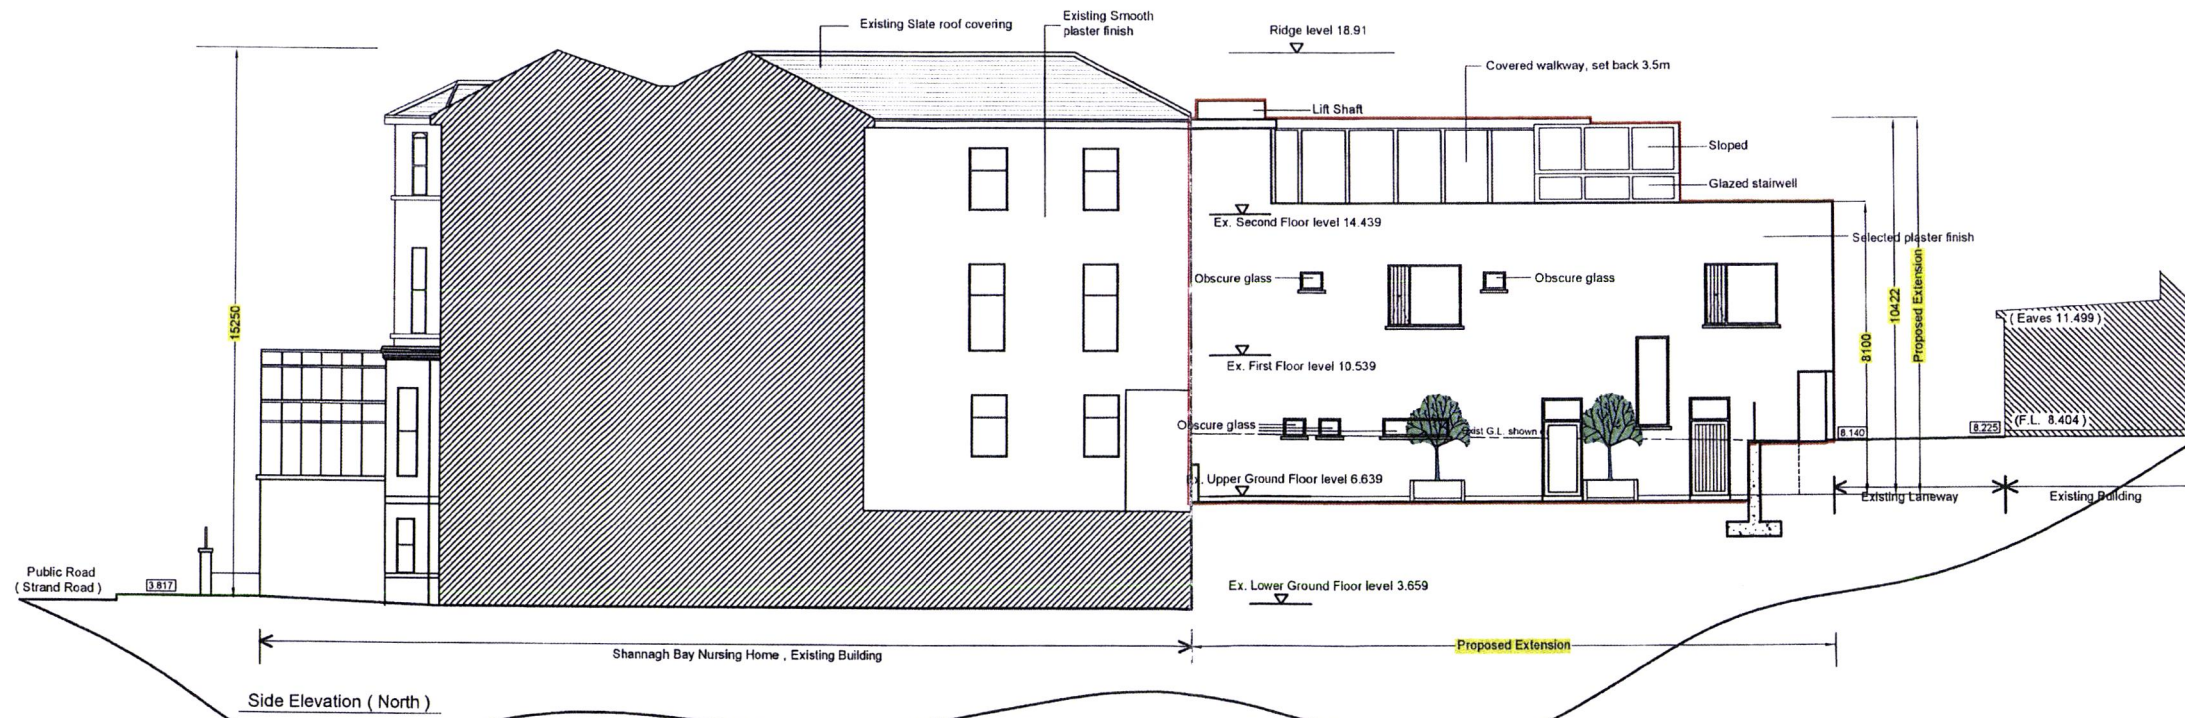 Existing Slate roof covering
Existing Smooth
plaster finish
Ridge level 18.91
Covered walkway, set back 3.5m
Lift Shaft
Sloped
Glazed stairwell
Ex. Second Floor level 14.439
Selected plaster finish
Obscure glass
Obscure glass
15250
8100
10422
Proposed Extension
( Eaves 11.499 )
Ex. First Floor level 10.539
Obscure glass
Exist G.L. shown
8.140
8.225
(F.L. 8.404 )
Ex. Upper Ground Floor level 6.639
Existing Laneway
Existing Building
Public Road
( Strand Road )
3.817
Ex. Lower Ground Floor level 3.659
Shannagh Bay Nursing Home , Existing Building
Proposed Extension
Side Elevation ( North )